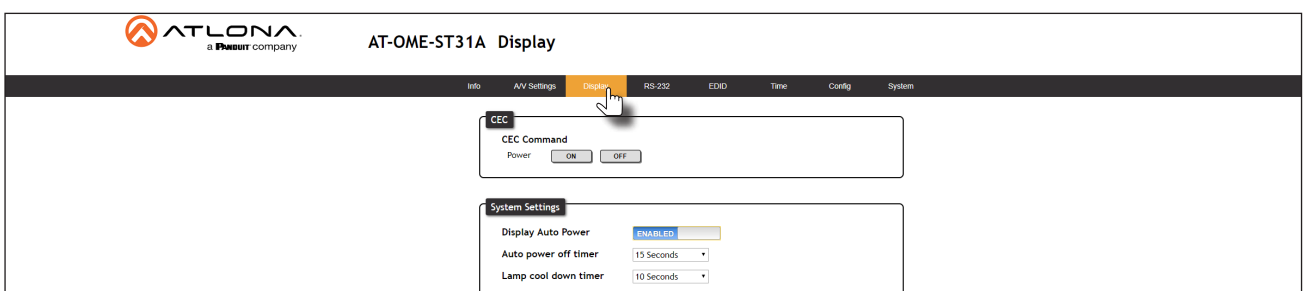 ATLONA.
a PANDUIT company
AT-OME-ST31A Display
Info A/V Settings Display RS-232 EDID Time Config System
CEC
CEC Command
Power ON OFF
System Settings
Display Auto Power ENABLED
Auto power off timer 15 Seconds
Lamp cool down timer 10 Seconds